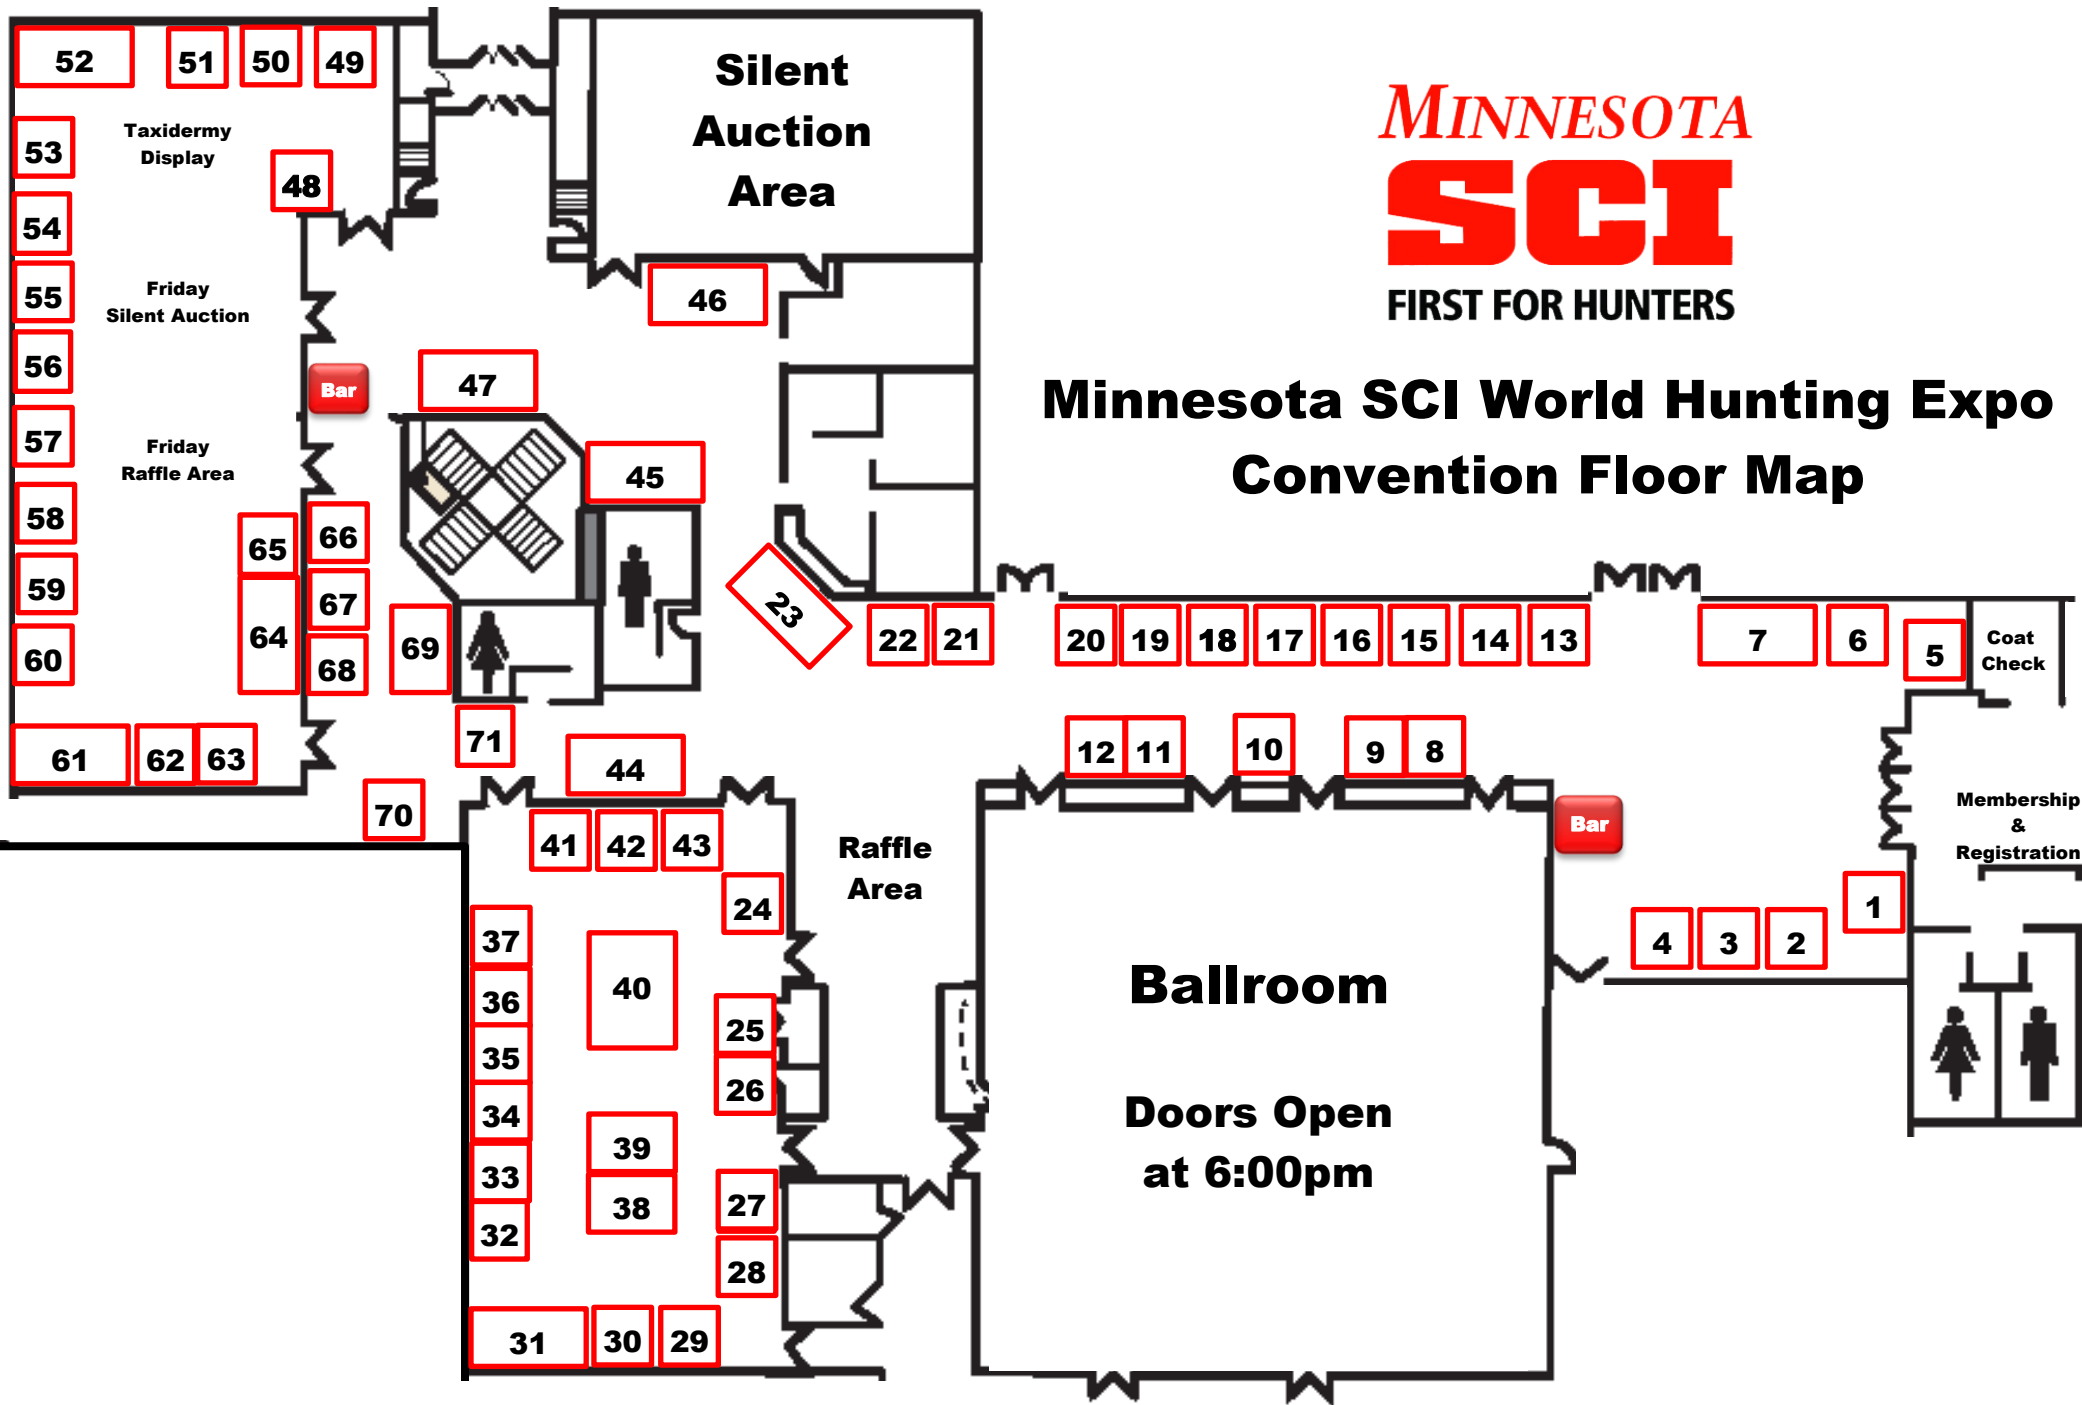 52
51
50
49
Silent
Auction
Area
MINNESOTA
SCI
FIRST FOR HUNTERS
53
Taxidermy
Display
48
54
55
Friday
Silent Auction
46
56
Bar
47
Minnesota SCI World Hunting Expo
Convention Floor Map
57
Friday
Raffle Area
45
58
65
66
59
64
67
60
68
69
23
22
21
20
19
18
17
16
15
14
13
7
6
5
Coat
Check
61
62
63
71
44
12
11
10
9
8
70
41
42
43
Raffle
Area
Bar
Membership
&
Registration
24
1
37
40
4
3
2
36
25
Ballroom
35
26
34
39
Doors Open
at 6:00pm
33
38
27
32
28
31
30
29